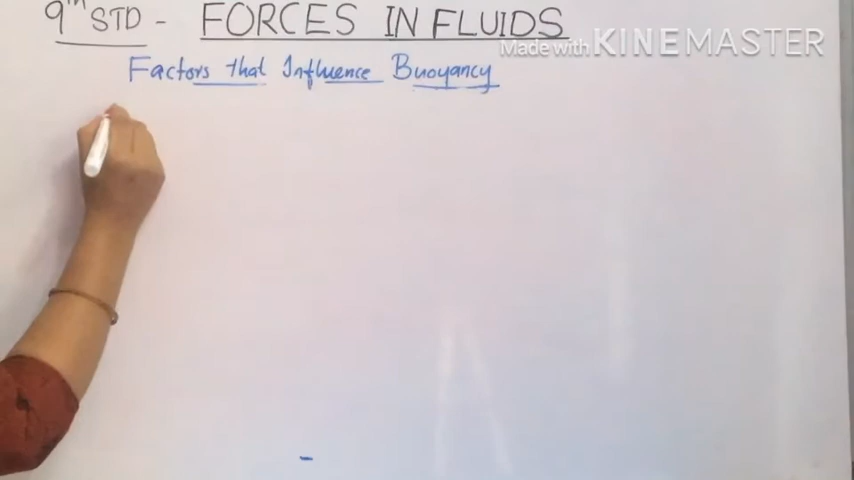 9th STD - FORCES IN FLUIDS
Made with KINEMASTER
Factors that Influence Buoyancy